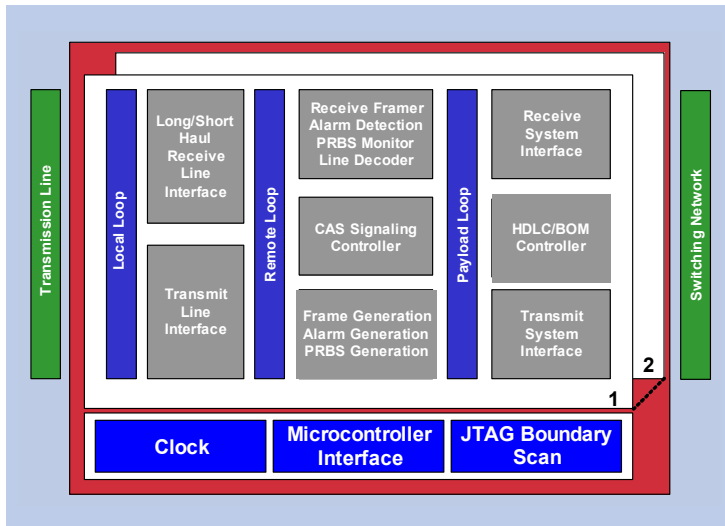 Transmission Line
Local Loop
Long/Short
Haul
Receive
Line
Interface
Transmit
Line
Interface
Remote Loop
Receive Framer
Alarm Detection
PRBS Monitor
Line Decoder
CAS Signaling
Controller
Frame Generation
Alarm Generation
PRBS Generation
Payload Loop
Receive
System
Interface
HDLC/BOM
Controller
Transmit
System
Interface
Switching Network
2
1
Clock
Microcontroller
Interface
JTAG Boundary
Scan